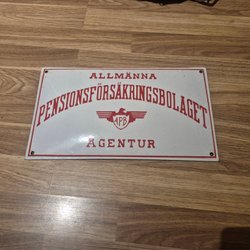 ALLMÄNNA
PENSIONSFÖRSÄKRINGSBOLAGET
APB
AGENTUR